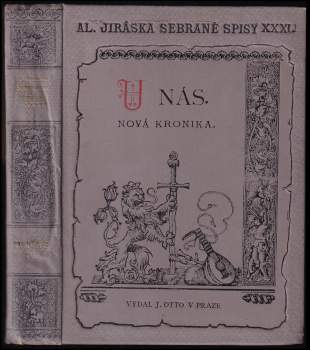 AL. JIRÁSKA SEBRANÉ SPISY XXXI.
U NÁS.
NOVÁ KRONIKA.
VYDAL J. OTTO V PRAZE